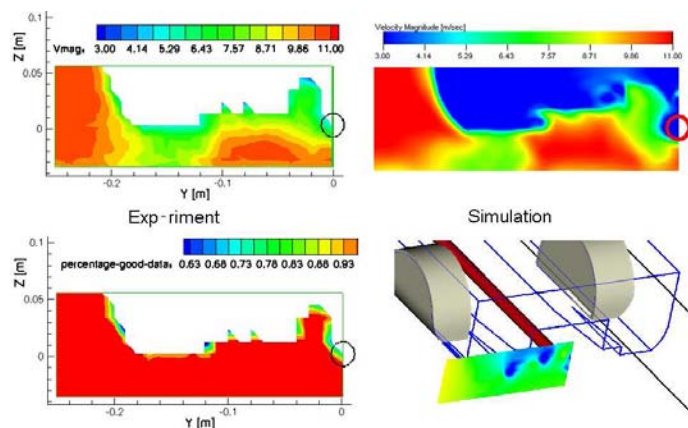 0.1
Vmag:
3.00 4.14 5.29 6.43 7.57 8.71 9.86 11.00
Z [m]
0.05
0
-0.2 -0.1 0
Y [m]
Velocity Magnitude [m/sec]
3.00 4.14 5.29 6.43 7.57 8.71 9.86 11.00
Exp-riment
Simulation
0.1
0.63 0.68 0.73 0.78 0.83 0.88 0.93
percentage-good-data:
Z [m]
0.05
0
-0.2 -0.1 0
Y [m]